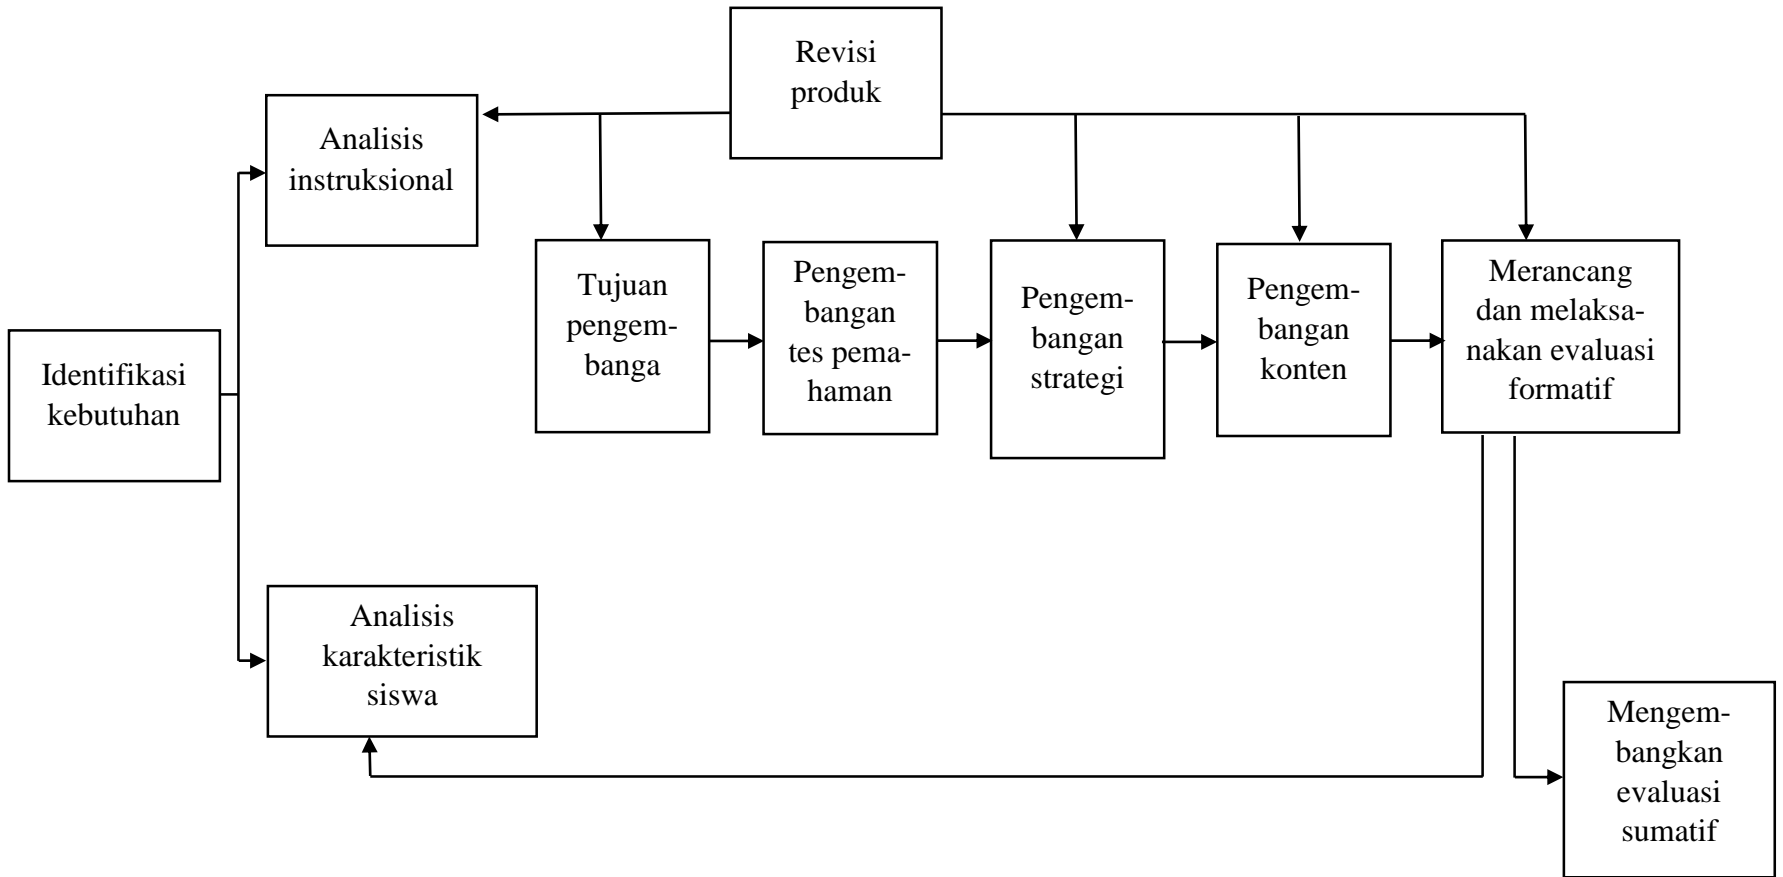 Revisi
produk
Analisis
instruksional
Identifikasi
kebutuhan
Tujuan
pengem-
banga
Pengem-
bangan
tes pema-
haman
Pengem-
bangan
strategi
Pengem-
bangan
konten
Merancang
dan melaksa-
nakan evaluasi
formatif
Analisis
karakteristik
siswa
Mengem-
bangkan
evaluasi
sumatif